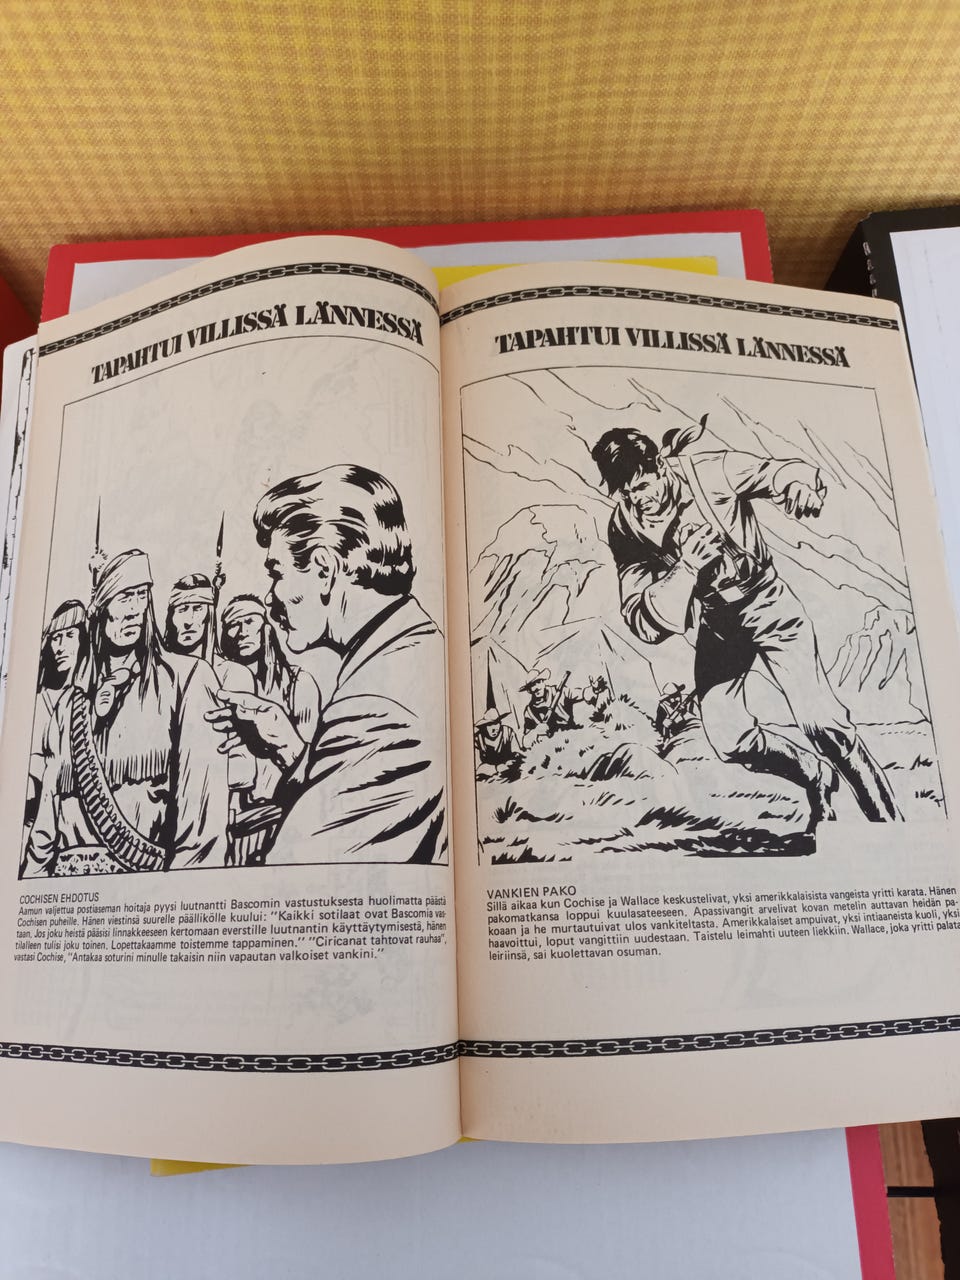 TAPAHTUI VILLISSÄ LÄNNESSÄ
COCHISEN EHDOTUS
Aamun valjettua postiaseman hoitaja pyysi luutnantti Bascomin vastustuksesta huolimatta päästä
Cochisen puheille. Hänen viestinsä suurelle päällikölle kuului: "Kaikki sotilaat ovat Bascomia vas-
taan. Jos joku heistä pääsisi linnakkeeseen kertomaan everstille luutnantin käyttäytymisestä, hänen
tilalleen tulisi joku toinen. Lopettakaamme toistemme tappaminen." "Ciricanat tahtovat rauhaa",
vastasi Cochise, "Antakaa soturini minulle takaisin niin vapautan valkoiset vankini."
TAPAHTUI VILLISSÄ LÄNNESSÄ
VANKIEN PAKO
Sillä aikaa kun Cochise ja Wallace keskustelivat, yksi amerikkalaisista vangeista yritti karata. Hänen
pakomatkansa loppui kuulasateeseen. Apassivangit arvelivat kovan metelin auttavan heidän pa-
koaan ja he murtautuivat ulos vankiteltasta. Amerikkalaiset ampuivat, yksi intiaaneista kuoli, yksi
haavoittui, loput vangittiin uudestaan. Taistelu leimahti uuteen liekkiin. Wallace, joka yritti palata
leiriinsä, sai kuolettavan osuman.